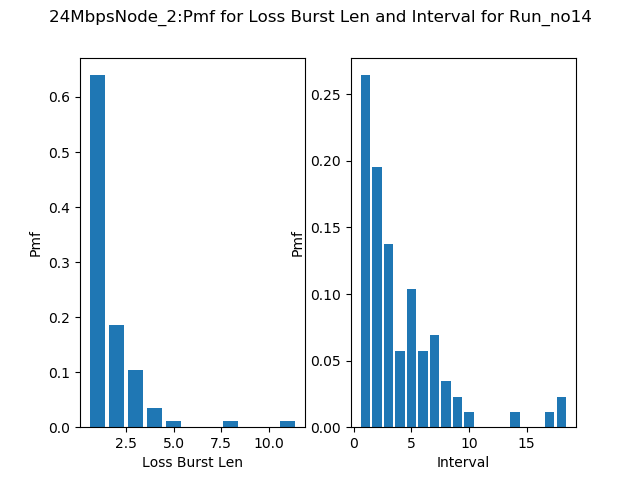 24MbpsNode_2:Pmf for Loss Burst Len and Interval for Run_no14
Pmf
0.6
0.5
0.4
0.3
0.2
0.1
0.0
2.5 5.0 7.5 10.0
Loss Burst Len
Pmf
0.25
0.20
0.15
0.10
0.05
0.00
0 5 10 15
Interval